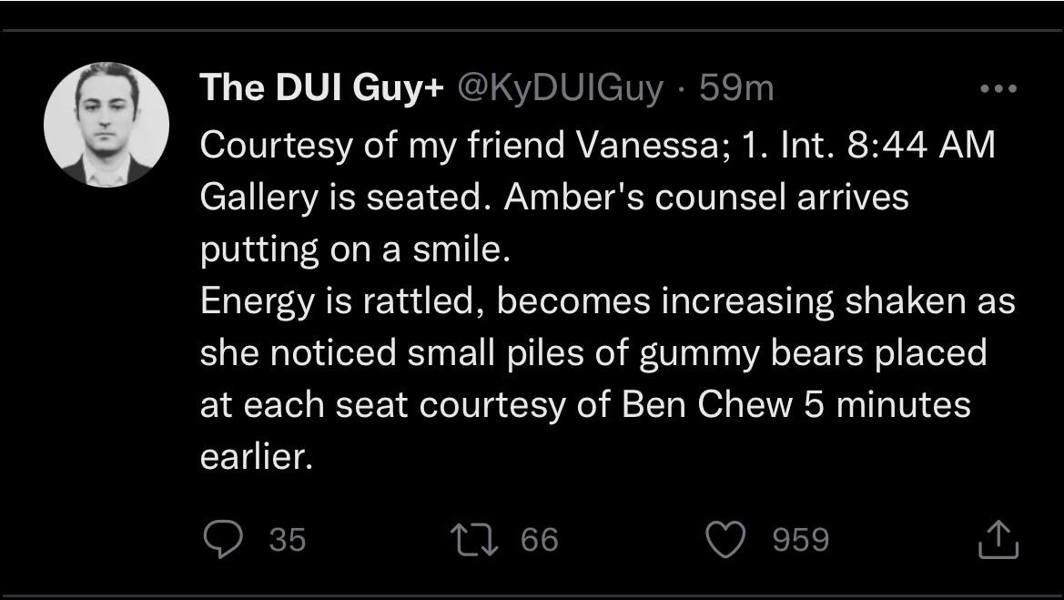 The DUI Guy+ @KyDUIGuy · 59m
Courtesy of my friend Vanessa; 1. Int. 8:44 AM
Gallery is seated. Amber's counsel arrives
putting on a smile.
Energy is rattled, becomes increasing shaken as
she noticed small piles of gummy bears placed
at each seat courtesy of Ben Chew 5 minutes
earlier.
35 66 959